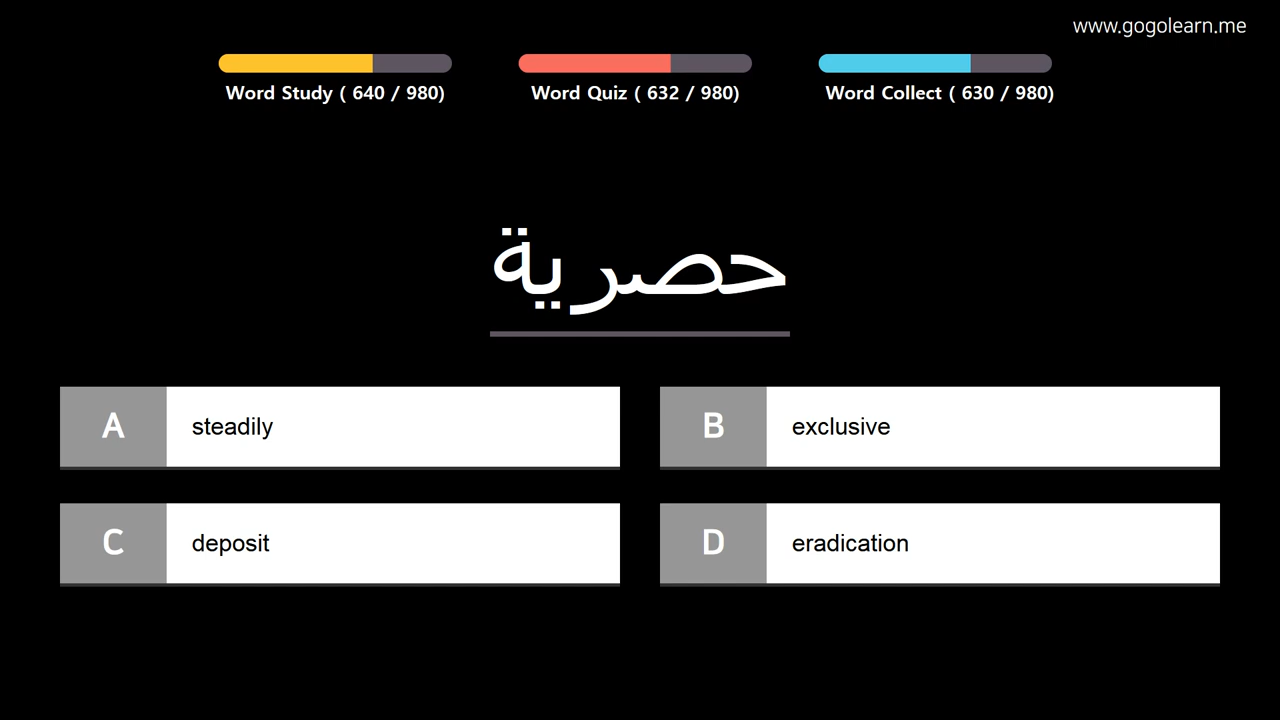 www.gogolearn.me
Word Study ( 640 / 980)
Word Quiz ( 632 / 980)
Word Collect ( 630 / 980)
حصرية
A steadily
B exclusive
C deposit
D eradication